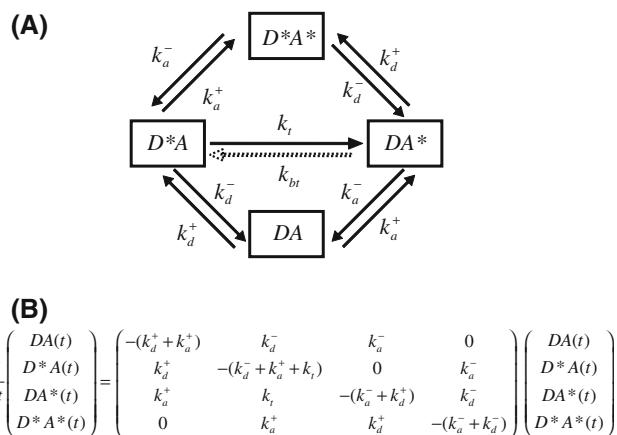 (A)
D*A*
k_a^-
k_a^+
k_d^+
k_d^-
D*A
k_t
DA*
k_bt
k_d^-
k_d^+
k_a^-
k_a^+
DA
(B)
DA(t) −(k_d^+ + k_a^+) k_d^- k_a^- 0 DA(t)
D*A(t) = k_d^+ −(k_d^- + k_a^+ + k_t) 0 k_a^- D*A(t)
DA*(t) k_a^+ k_t −(k_a^- + k_d^+) k_d^- DA*(t)
D*A*(t) 0 k_a^+ k_d^+ −(k_a^- + k_d^-) D*A*(t)